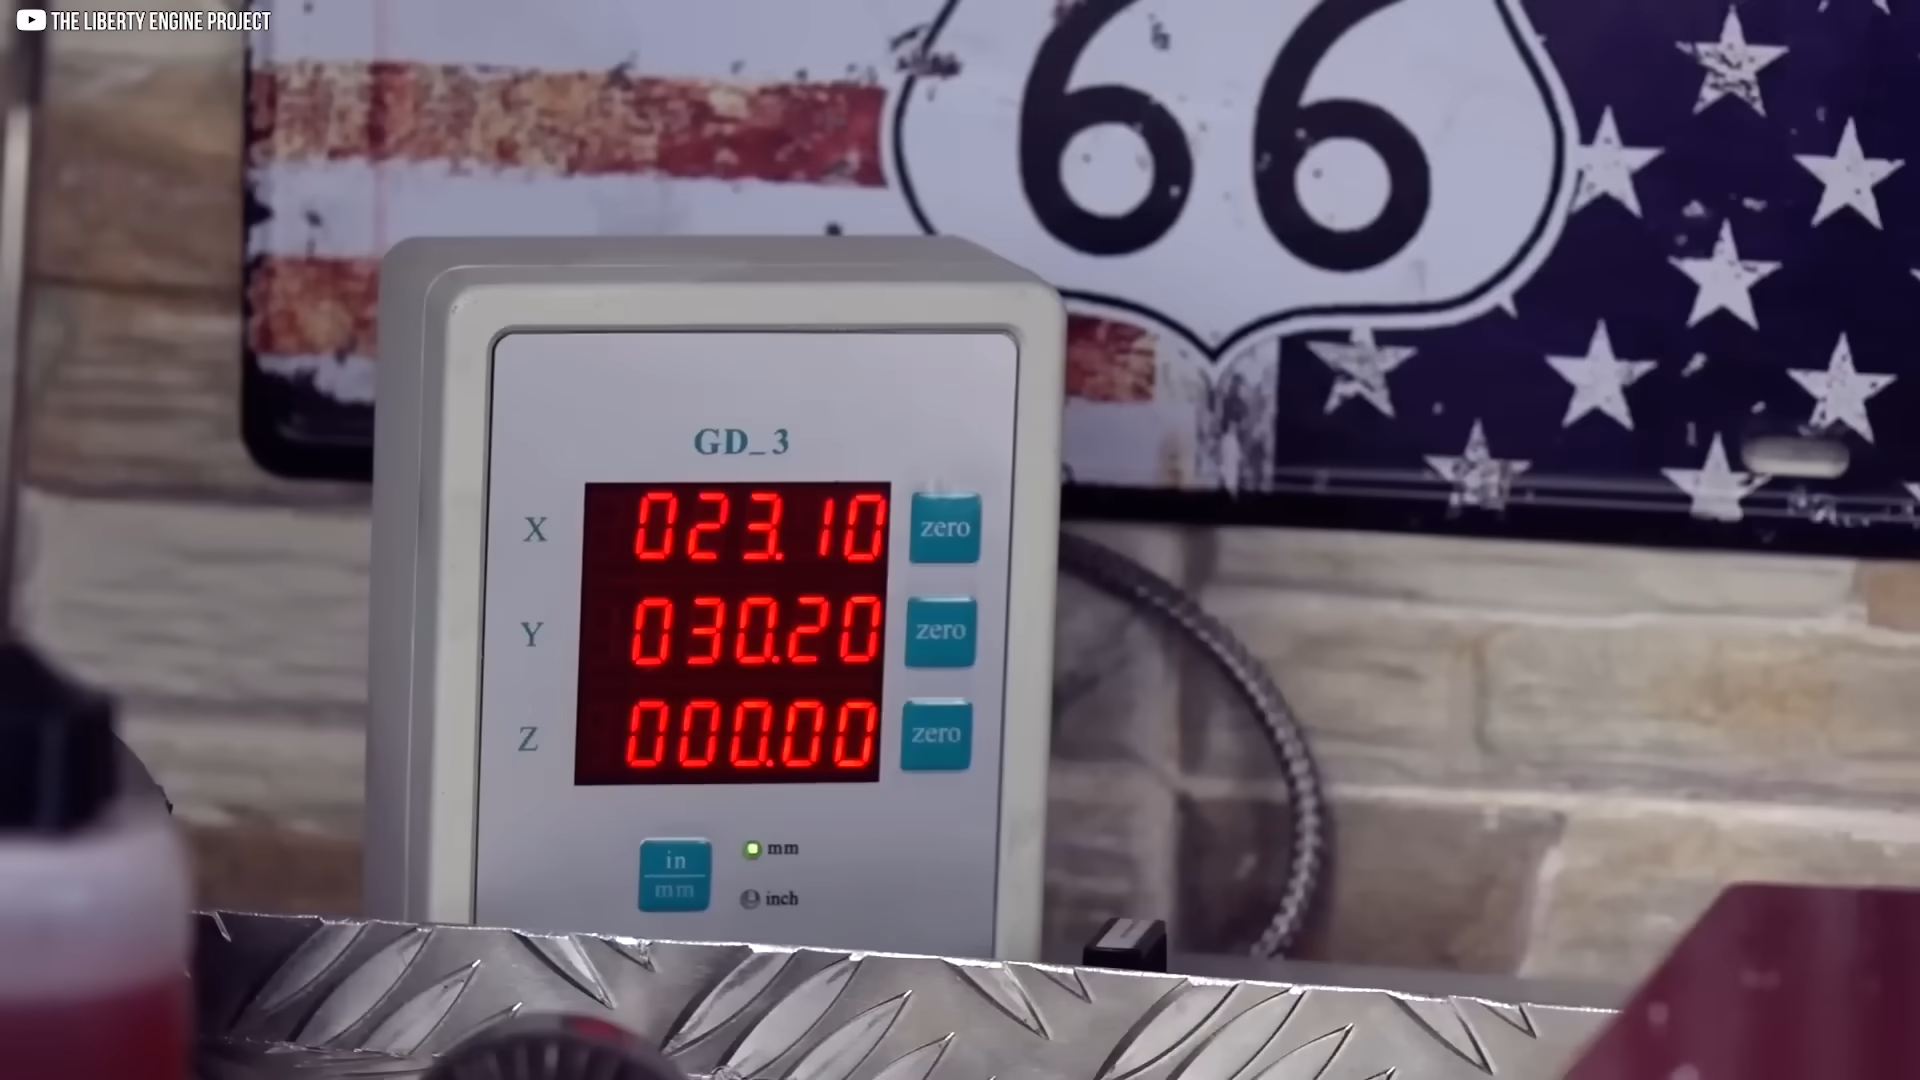 THE LIBERTY ENGINE PROJECT
66
GD_3
X 023.10 zero
Y 030.20 zero
Z 000.00 zero
in
mm
mm
inch